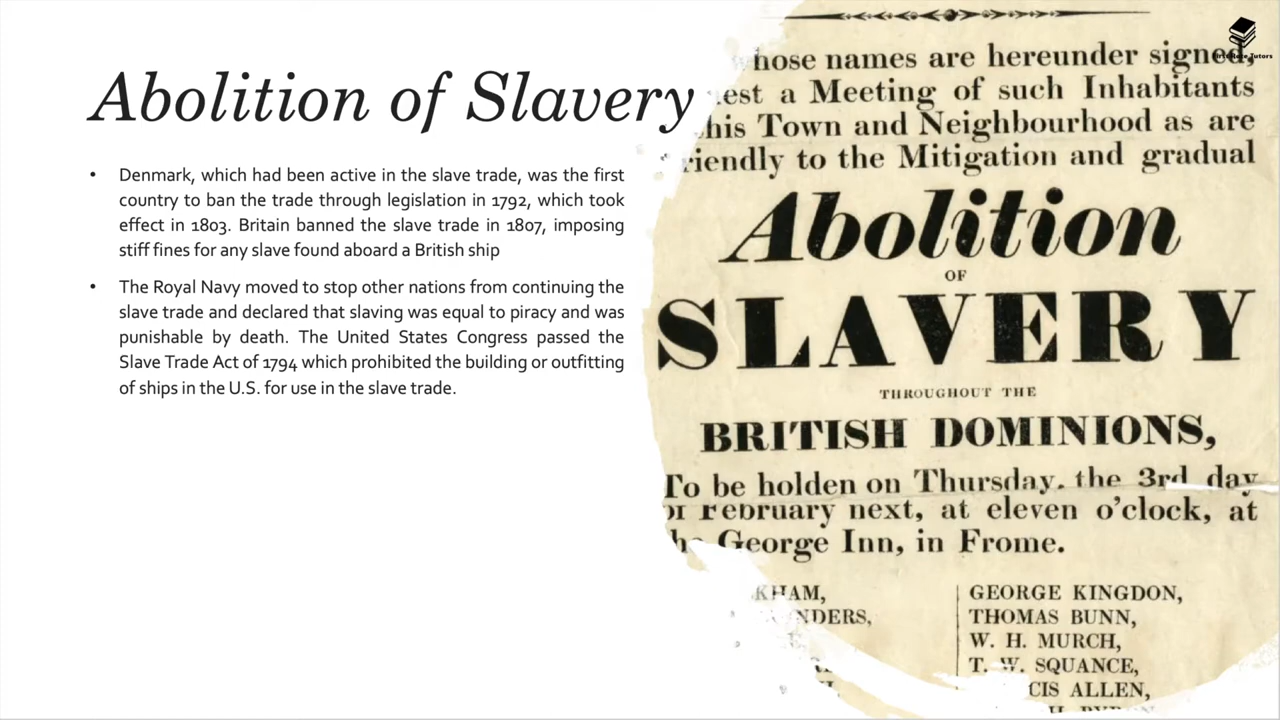 Abolition of Slavery
• Denmark, which had been active in the slave trade, was the first
country to ban the trade through legislation in 1792, which took
effect in 1803. Britain banned the slave trade in 1807, imposing
stiff fines for any slave found aboard a British ship
• The Royal Navy moved to stop other nations from continuing the
slave trade and declared that slaving was equal to piracy and was
punishable by death. The United States Congress passed the
Slave Trade Act of 1794 which prohibited the building or outfitting
of ships in the U.S. for use in the slave trade.
names are hereunder signed,
a Meeting of such Inhabitants
Town and Neighbourhood as are
to the Mitigation and gradual
Abolition
OF
SLAVERY
THROUGHOUT THE
BRITISH DOMINIONS,
To be holden on Thursday, the 3rd day
February next, at eleven o'clock, at
George Inn, in Frome.
GEORGE KINGDON,
THOMAS BUNN,
W. H. MURCH,
T. W. SQUANCE,
ALLEN,
Tutors